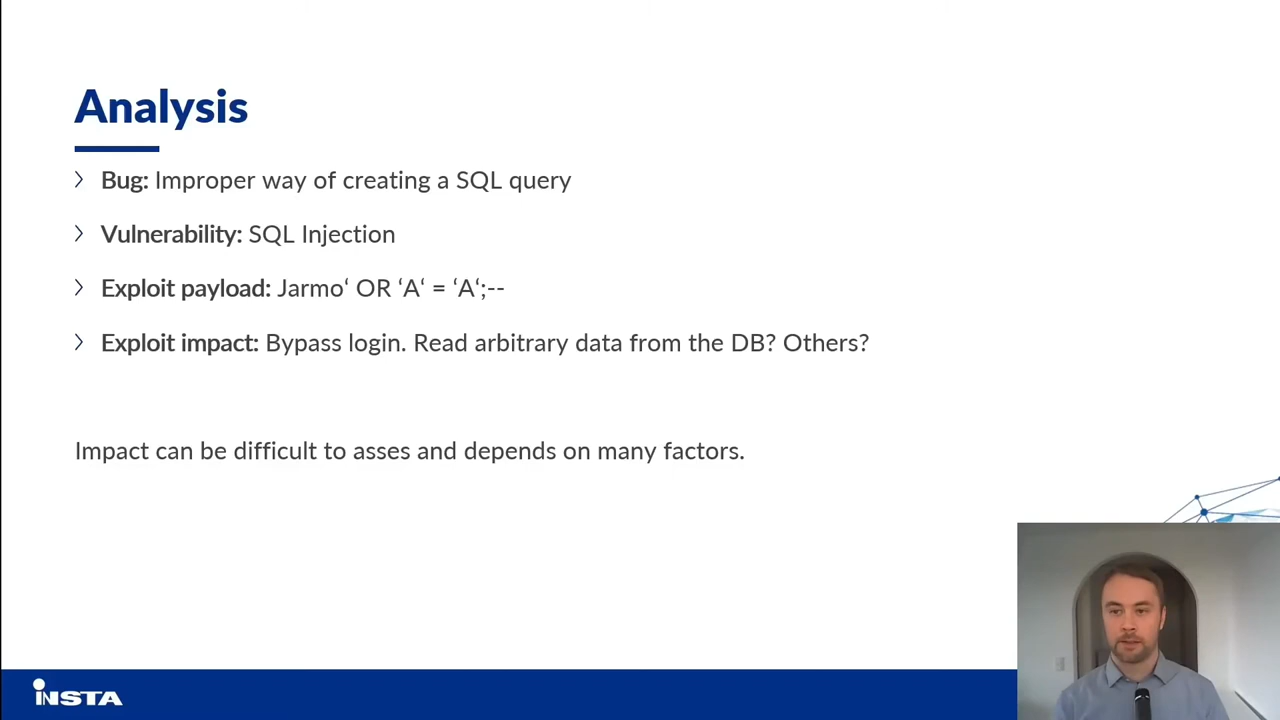 Analysis
Bug: Improper way of creating a SQL query
Vulnerability: SQL Injection
Exploit payload: Jarmo‘ OR ‘A‘ = ‘A‘;--
Exploit impact: Bypass login. Read arbitrary data from the DB? Others?
Impact can be difficult to asses and depends on many factors.
INSTA